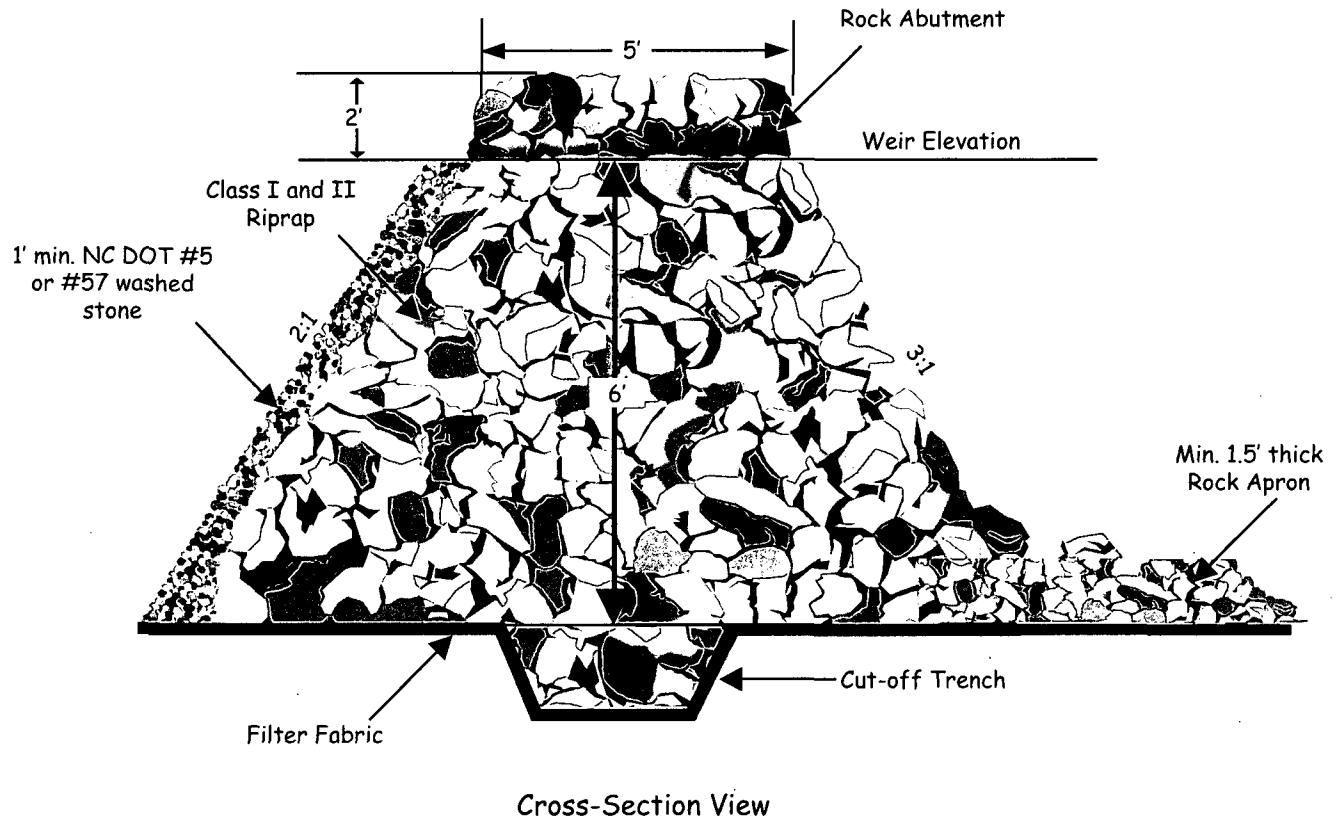 Rock Abutment
5'
2'
Weir Elevation
Class I and II
Riprap
1' min. NC DOT #5
or #57 washed
stone
2:1
3:1
6'
Min. 1.5' thick
Rock Apron
Cut-off Trench
Filter Fabric
Cross-Section View